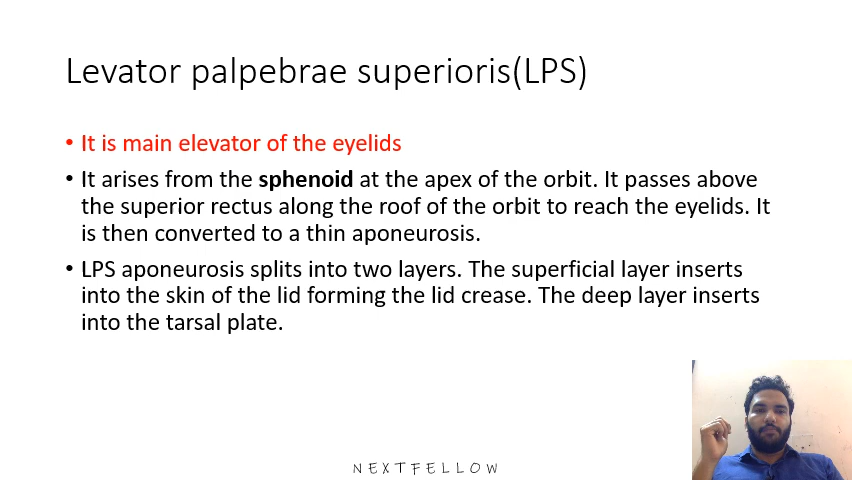 Levator palpebrae superioris(LPS)
• It is main elevator of the eyelids
• It arises from the sphenoid at the apex of the orbit. It passes above
the superior rectus along the roof of the orbit to reach the eyelids. It
is then converted to a thin aponeurosis.
• LPS aponeurosis splits into two layers. The superficial layer inserts
into the skin of the lid forming the lid crease. The deep layer inserts
into the tarsal plate.
NEXTFELLOW